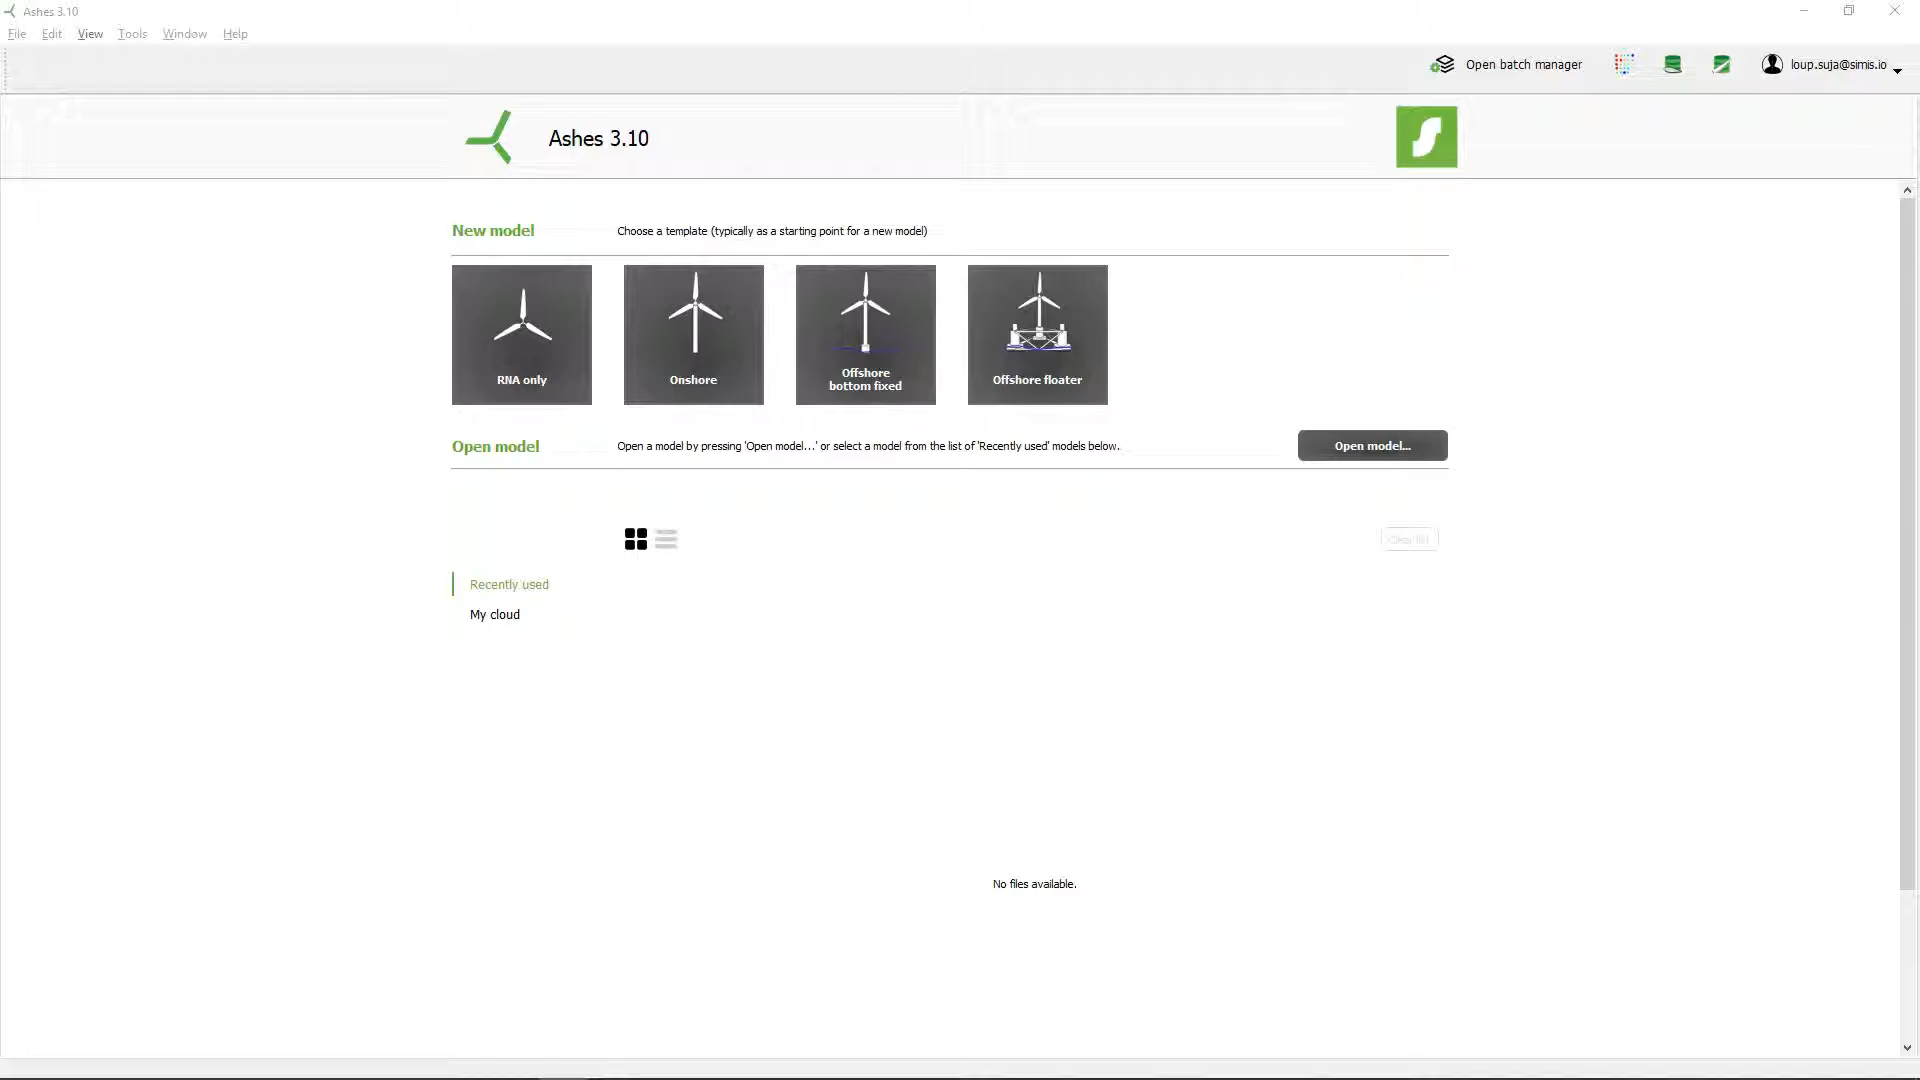 Ashes 3.10
File Edit View Tools Window Help
Open batch manager
loup.suja@simis.io
Ashes 3.10
New model
Choose a template (typically as a starting point for a new model)
RNA only
Onshore
Offshore
bottom fixed
Offshore floater
Open model
Open a model by pressing 'Open model...' or select a model from the list of 'Recently used' models below.
Open model...
Clear list
Recently used
My cloud
No files available.